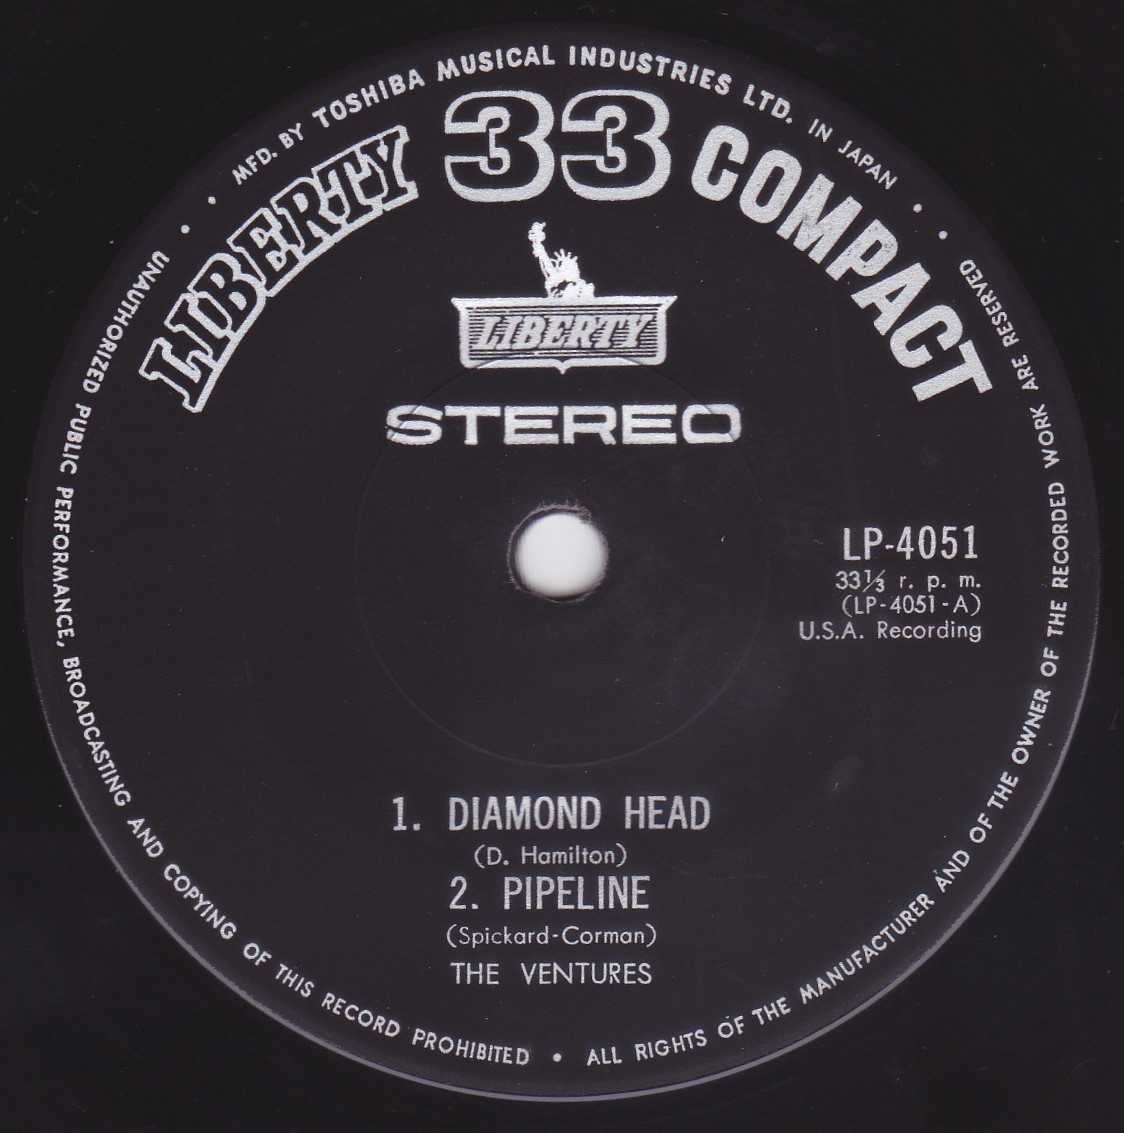 MFD. BY TOSHIBA MUSICAL INDUSTRIES LTD. IN JAPAN
LIBERTY 33 COMPACT
LIBERTY
STEREO
LP-4051
33⅓ r. p. m.
(LP-4051-A)
U.S.A. Recording
1. DIAMOND HEAD
(D. Hamilton)
2. PIPELINE
(Spickard-Corman)
THE VENTURES
UNAUTHORIZED PUBLIC PERFORMANCE, BROADCASTING AND COPYING OF THIS RECORD PROHIBITED • ALL RIGHTS OF THE MANUFACTURER AND OF THE OWNER OF THE RECORDED WORK ARE RESERVED